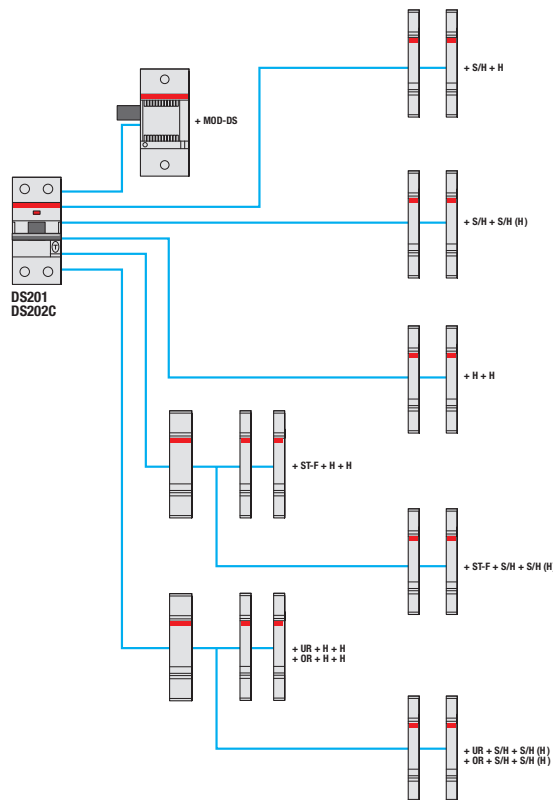 + S/H + H
+ MOD-DS
+ S/H + S/H (H)
DS201
DS202C
+ H + H
+ ST-F + H + H
+ ST-F + S/H + S/H (H)
+ UR + H + H
+ OR + H + H
+ UR + S/H + S/H (H)
+ OR + S/H + S/H (H)